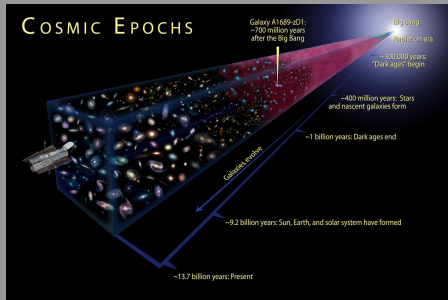 COSMIC EPOCHS
Galaxy A1689-zD1:
~700 million years
after the Big Bang
Big Bang
Radiation era
~300,000 years:
"Dark ages" begin
~400 million years: Stars
and nascent galaxies form
~1 billion years: Dark ages end
Galaxies evolve
~9.2 billion years: Sun, Earth, and solar system have formed
~13.7 billion years: Present